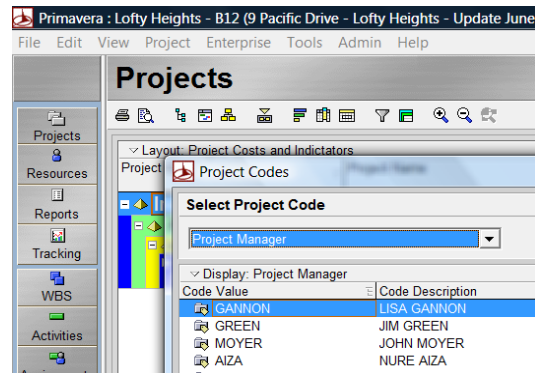 Primavera : Lofty Heights - B12 (9 Pacific Drive - Lofty Heights - Update June
File Edit View Project Enterprise Tools Admin Help
Projects
Projects
Resources
Reports
Tracking
WBS
Activities
Layout: Project Costs and Indictators
Project
Project Name
Project Codes
Select Project Code
Project Manager
Display: Project Manager
Code Value Code Description
GANNON LISA GANNON
GREEN JIM GREEN
MOYER JOHN MOYER
AIZA NURE AIZA